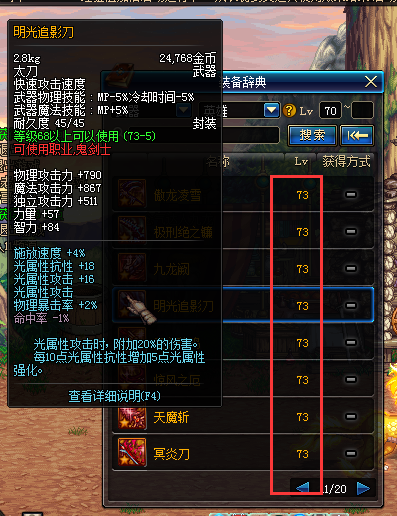 明光追影刀
2.8kg 24,768金币
太刀 武器
快速攻击速度
武器物理技能 : MP-5%冷却时间-5%
武器魔法技能 : MP+5%
耐久度 45/45 封装
等级68以上可以使用 (73-5)
可使用职业,鬼剑士
物理攻击力 +790
魔法攻击力 +867
独立攻击力 +511
力量 +57
智力 +84
施放速度 +4%
光属性抗性 +18
光属性攻击 +16
光属性攻击
物理暴击率 +2%
命中率 -1%
光属性攻击时, 附加20%的伤害。
每10点光属性抗性增加5点光属性
强化。
查看详细说明(F4)
装备辞典
Lv 70 ~
搜索
名称 Lv 获得方式
73
73
九龙阙 73
明光追影刀 73
惊风之厄 73
天魔斩 73
冥炎刀 73
1/20